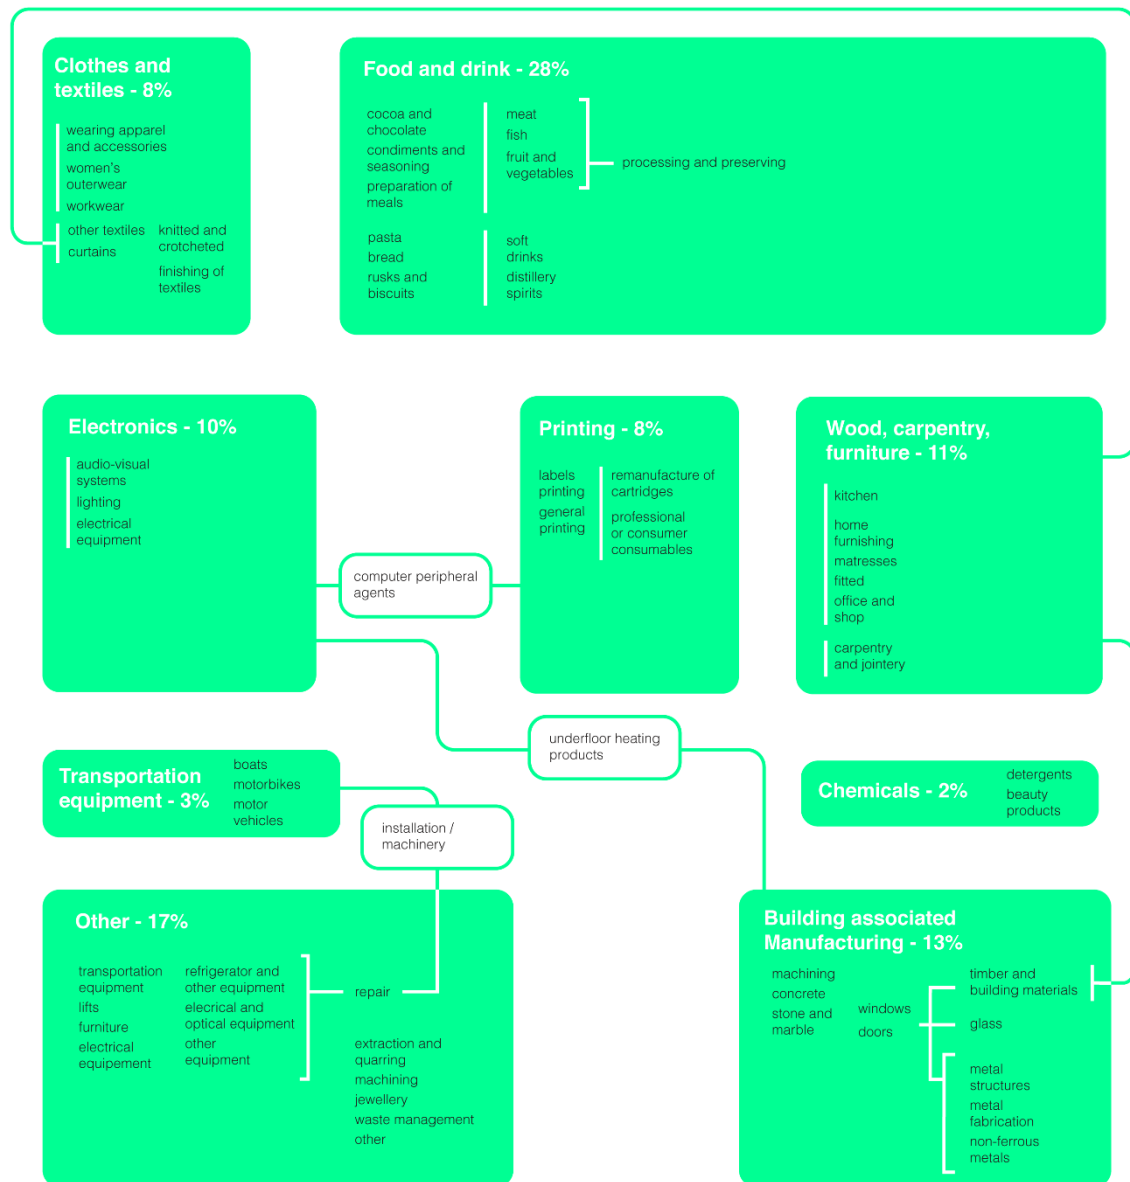 Clothes and
textiles - 8%
wearing apparel
and accessories
women's
outerwear
workwear
other textiles
curtains
knitted and
crotcheted
finishing of
textiles
Food and drink - 28%
cocoa and
chocolate
condiments and
seasoning
preparation of
meals
meat
fish
fruit and
vegetables
processing and preserving
pasta
bread
rusks and
biscuits
soft
drinks
distillery
spirits
Electronics - 10%
audio-visual
systems
lighting
electrical
equipment
computer peripheral
agents
Printing - 8%
labels
printing
general
printing
remanufacture of
cartridges
professional
or consumer
consumables
Wood, carpentry,
furniture - 11%
kitchen
home
furnishing
matresses
fitted
office and
shop
carpentry
and jointery
underfloor heating
products
Transportation
equipment - 3%
boats
motorbikes
motor
vehicles
installation /
machinery
Chemicals - 2%
detergents
beauty
products
Other - 17%
transportation
equipment
lifts
furniture
electrical
equipement
refrigerator and
other equipment
elecrical and
optical equipment
other
equipment
repair
extraction and
quarring
machining
jewellery
waste management
other
Building associated
Manufacturing - 13%
machining
concrete
stone and
marble
windows
doors
timber and
building materials
glass
metal
structures
metal
fabrication
non-ferrous
metals